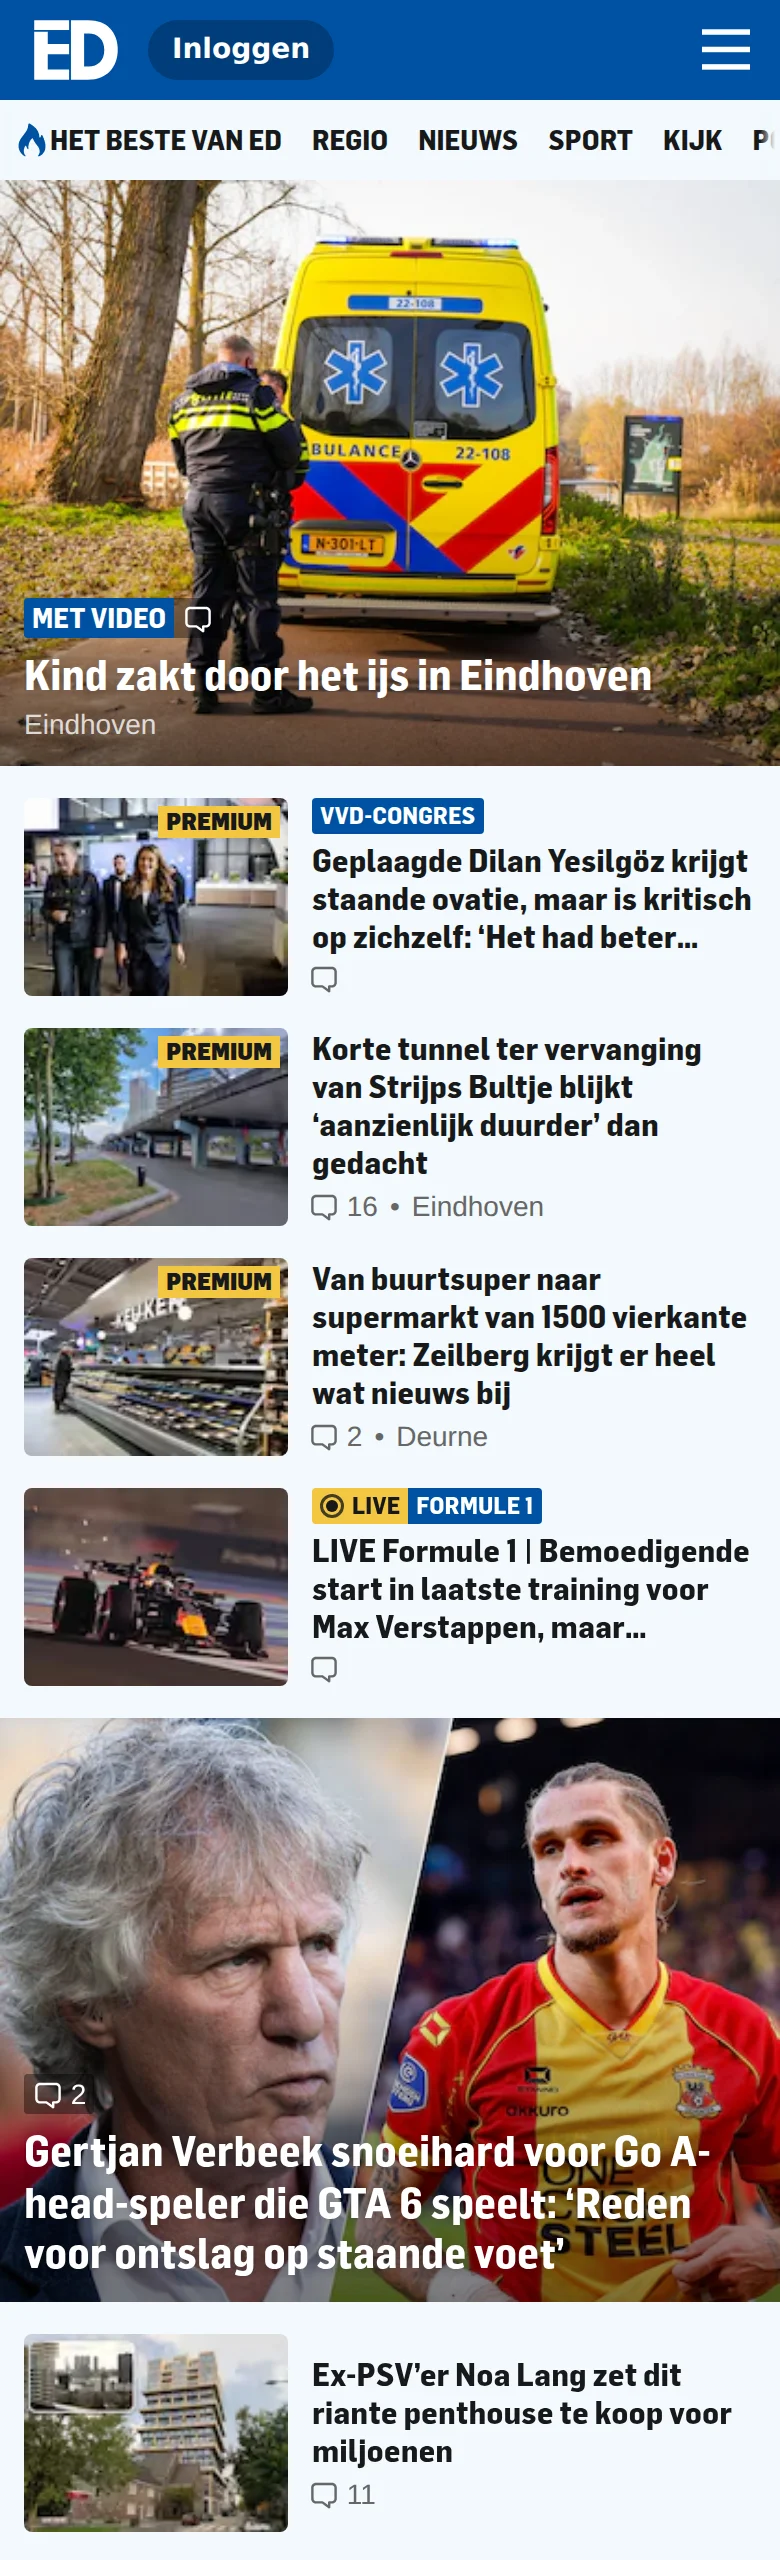 ED
Inloggen
HET BESTE VAN ED REGIO NIEUWS SPORT KIJK
22-108
BULANCE 22-108
N-301-LT
MET VIDEO
Kind zakt door het ijs in Eindhoven
Eindhoven
PREMIUM
VVD-CONGRES
Geplaagde Dilan Yesilgöz krijgt
staande ovatie, maar is kritisch
op zichzelf: ‘Het had beter...
PREMIUM
Korte tunnel ter vervanging
van Strijps Bultje blijkt
‘aanzienlijk duurder’ dan
gedacht
16 • Eindhoven
PREMIUM
KEUKEN
Van buurtsuper naar
supermarkt van 1500 vierkante
meter: Zeilberg krijgt er heel
wat nieuws bij
2 • Deurne
LIVE FORMULE 1
LIVE Formule 1 | Bemoedigende
start in laatste training voor
Max Verstappen, maar...
STANNO
OKKURO
ONE
STEEL
2
Gertjan Verbeek snoeihard voor Go A-
head-speler die GTA 6 speelt: ‘Reden
voor ontslag op staande voet’
Ex-PSV’er Noa Lang zet dit
riante penthouse te koop voor
miljoenen
11